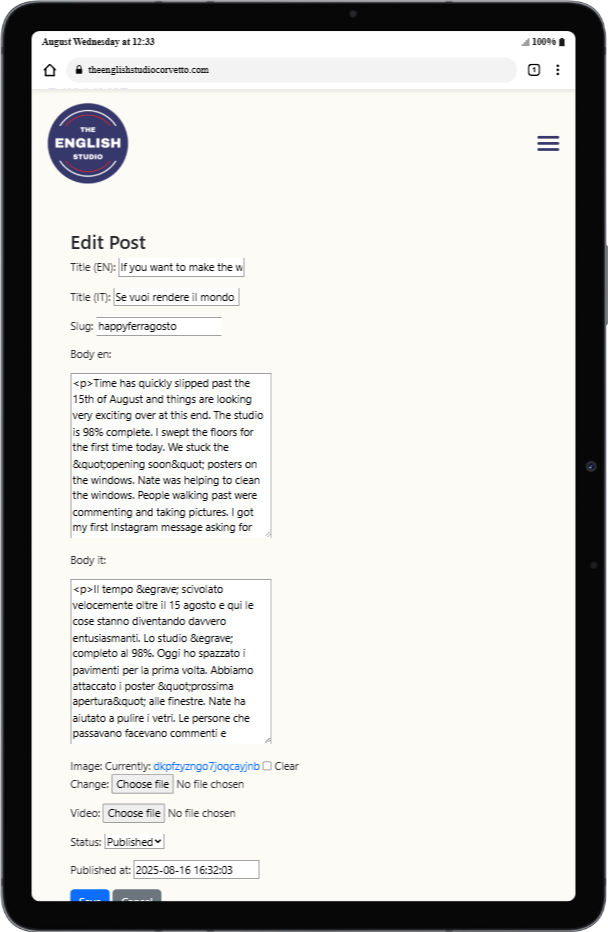 August Wednesday at 12:33
100%
theenglishstudiocorvetto.com
1
THE
ENGLISH
STUDIO
Edit Post
Title (EN): If you want to make the w
Title (IT): Se vuoi rendere il mondo
Slug: happyferragosto
Body en:
<p>Time has quickly slipped past the
15th of August and things are looking
very exciting over at this end. The studio
is 98% complete. I swept the floors for
the first time today. We stuck the
&quot;opening soon&quot; posters on
the windows. Nate was helping to clean
the windows. People walking past were
commenting and taking pictures. I got
my first Instagram message asking for
Body it:
<p>Il tempo &egrave; scivolato
velocemente oltre il 15 agosto e qui le
cose stanno diventando davvero
entusiasmanti. Lo studio &egrave;
completo al 98%. Oggi ho spazzato i
pavimenti per la prima volta. Abbiamo
attaccato i poster &quot;prossima
apertura&quot; alle finestre. Nate ha
aiutato a pulire i vetri. Le persone che
passavano facevano commenti e
Image: Currently: dkpfzyzngo7joqcayjnb Clear
Change: Choose file No file chosen
Video: Choose file No file chosen
Status: Published
Published at: 2025-08-16 16:32:03
Save Cancel